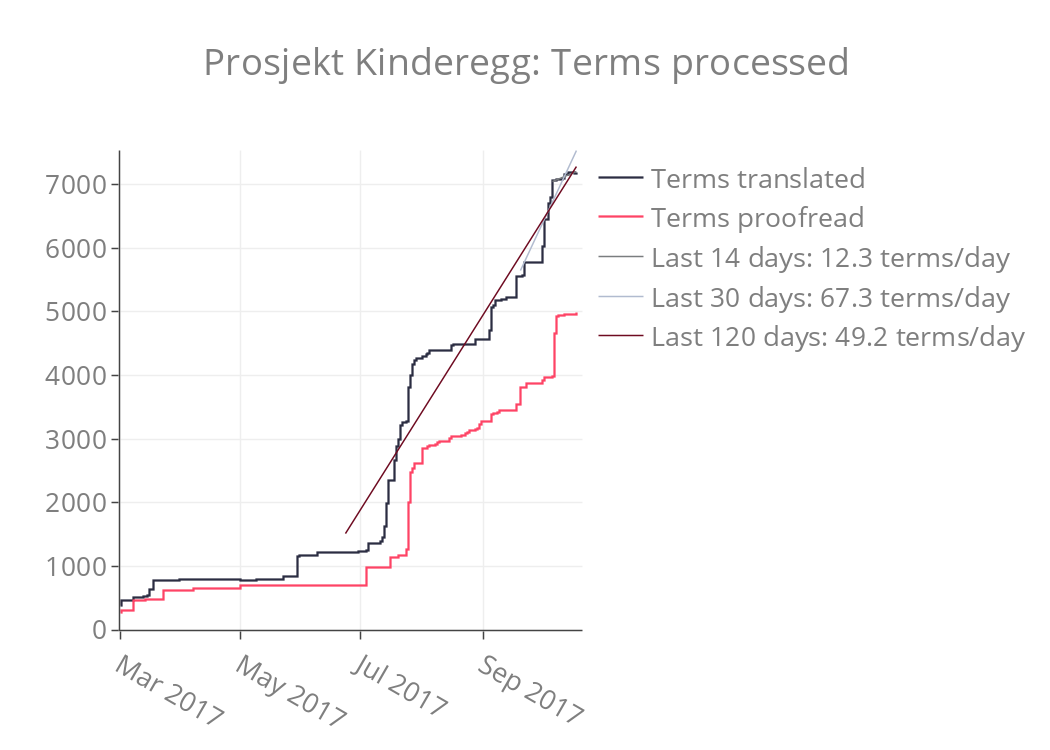 Prosjekt Kinderegg: Terms processed
7000
6000
5000
4000
3000
2000
1000
0
Mar 2017
May 2017
Jul 2017
Sep 2017
Terms translated
Terms proofread
Last 14 days: 12.3 terms/day
Last 30 days: 67.3 terms/day
Last 120 days: 49.2 terms/day